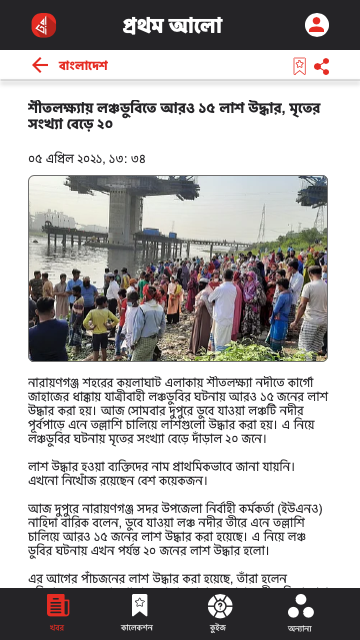 প্রথম আলো
বাংলাদেশ
শীতলক্ষ্যায় লঞ্চডুবিতে আরও ১৫ লাশ উদ্ধার, মৃতের
সংখ্যা বেড়ে ২০
০৫ এপ্রিল ২০২১, ১৩: ৩৪
নারায়ণগঞ্জ শহরের কয়লাঘাট এলাকায় শীতলক্ষ্যা নদীতে কার্গো
জাহাজের ধাক্কায় যাত্রীবাহী লঞ্চডুবির ঘটনায় আরও ১৫ জনের লাশ
উদ্ধার করা হয়। আজ সোমবার দুপুরে ডুবে যাওয়া লঞ্চটি নদীর
পূর্বপাড়ে এনে তল্লাশি চালিয়ে লাশগুলো উদ্ধার করা হয়। এ নিয়ে
লঞ্চডুবির ঘটনায় মৃতের সংখ্যা বেড়ে দাঁড়াল ২০ জনে।
লাশ উদ্ধার হওয়া ব্যক্তিদের নাম প্রাথমিকভাবে জানা যায়নি।
এখনো নিখোঁজ রয়েছেন বেশ কয়েকজন।
আজ দুপুরে নারায়ণগঞ্জ সদর উপজেলা নির্বাহী কর্মকর্তা (ইউএনও)
নাহিদা বারিক বলেন, ডুবে যাওয়া লঞ্চ নদীর তীরে এনে তল্লাশি
চালিয়ে আরও ১৫ জনের লাশ উদ্ধার করা হয়েছে। এ নিয়ে লঞ্চ
ডুবির ঘটনায় এখন পর্যন্ত ২০ জনের লাশ উদ্ধার হলো।
এর আগের পাঁচজনের লাশ উদ্ধার করা হয়েছে, তাঁরা হলেন
খবর
কালেকশন
কুইজ
অন্যান্য